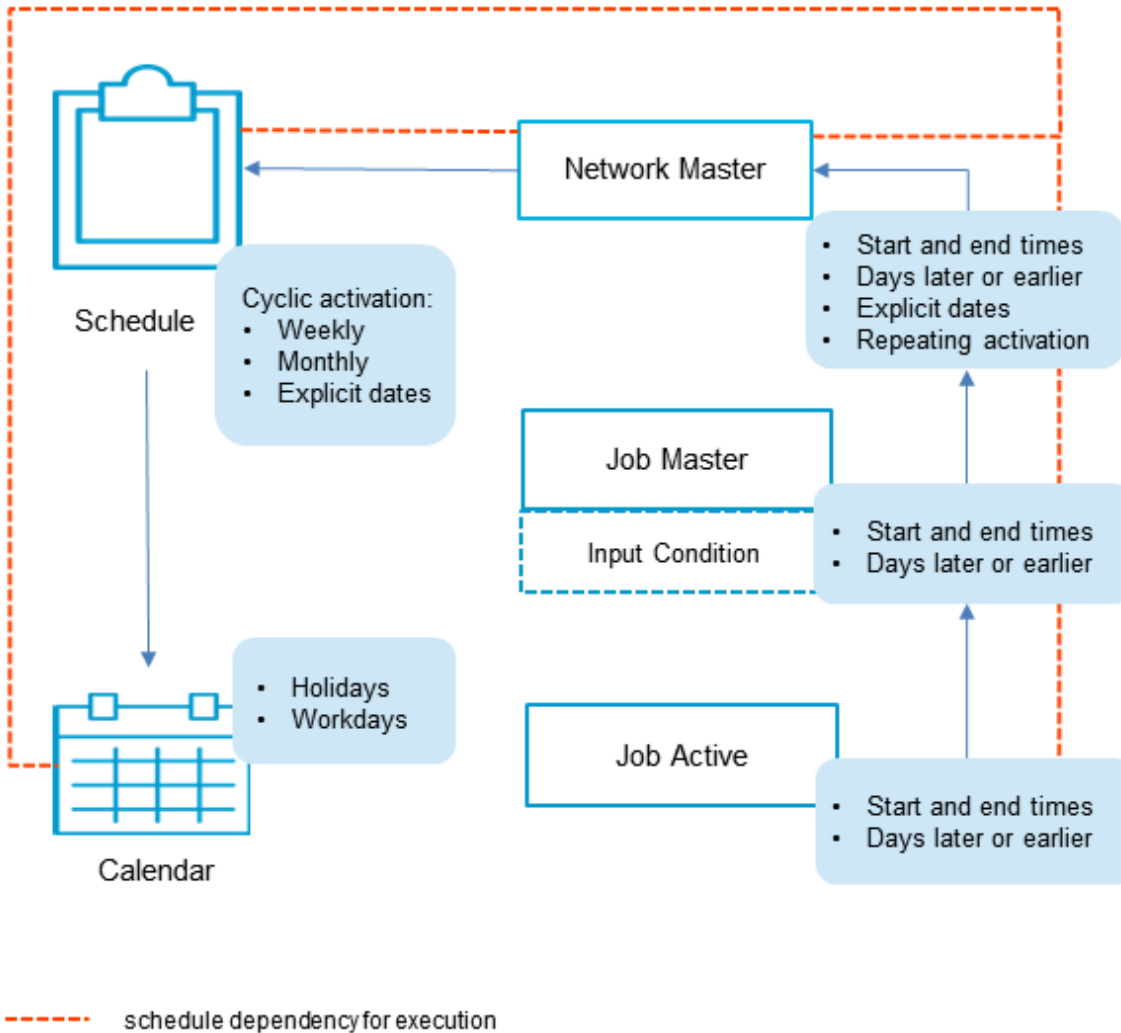 Network Master
• Start and end times
• Days later or earlier
• Explicit dates
• Repeating activation
Schedule
Cyclic activation:
• Weekly
• Monthly
• Explicit dates
Job Master
Input Condition
• Start and end times
• Days later or earlier
• Holidays
• Workdays
Job Active
• Start and end times
• Days later or earlier
Calendar
schedule dependency for execution